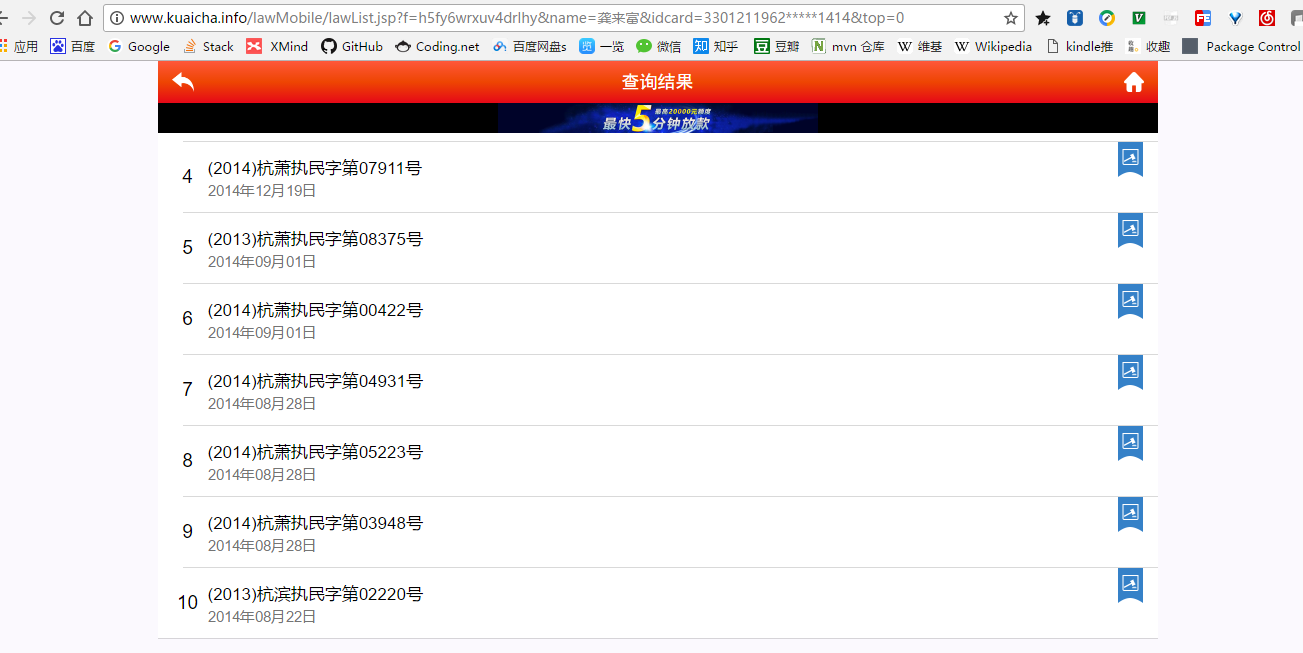 www.kuaicha.info/lawMobile/lawList.jsp?f=h5fy6wrxuv4drlhy&name=龚来富&idcard=3301211962*****1414&top=0
应用 百度 Google Stack XMind GitHub Coding.net 百度网盘s 一览 微信 知乎 豆瓣 mvn 仓库 维基 Wikipedia kindle推 收趣 Package Control
查询结果
最快5分钟放款 最高20000元额度
4 (2014)杭萧执民字第07911号
2014年12月19日
5 (2013)杭萧执民字第08375号
2014年09月01日
6 (2014)杭萧执民字第00422号
2014年09月01日
7 (2014)杭萧执民字第04931号
2014年08月28日
8 (2014)杭萧执民字第05223号
2014年08月28日
9 (2014)杭萧执民字第03948号
2014年08月28日
10 (2013)杭滨执民字第02220号
2014年08月22日